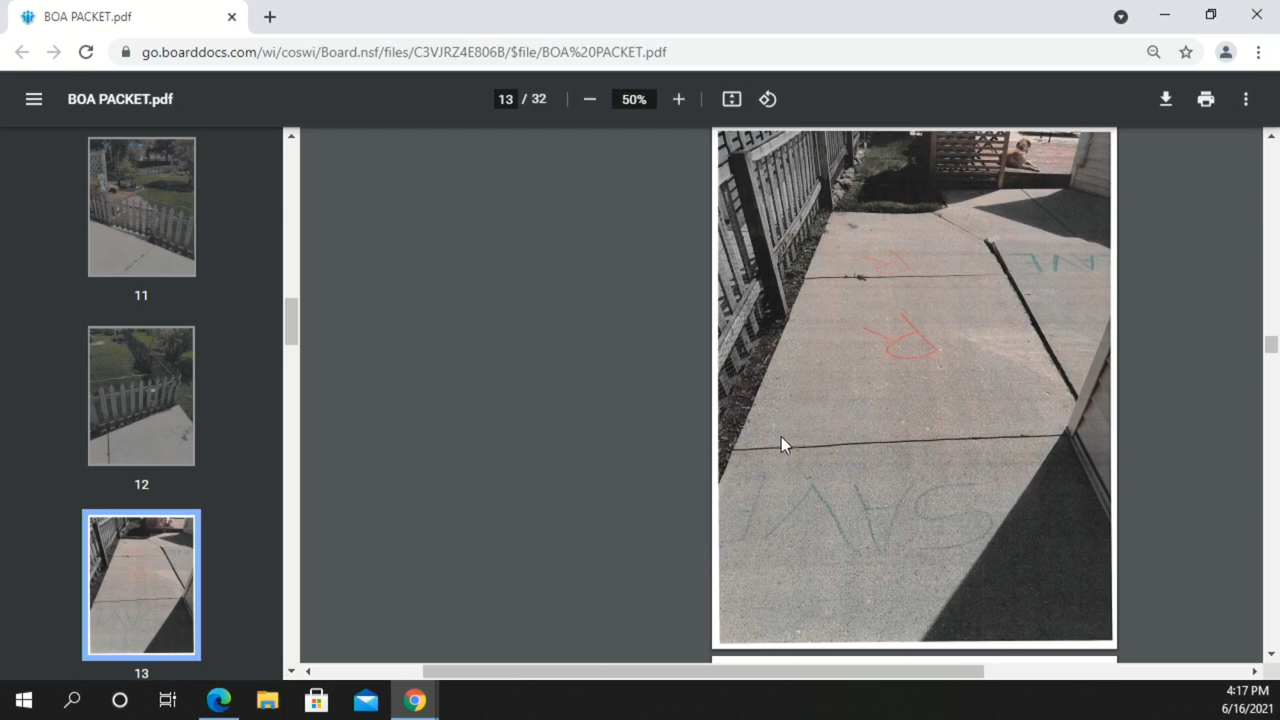 BOA PACKET.pdf
go.boarddocs.com/wi/coswi/Board.nsf/files/C3VJRZ4E806B/$file/BOA%20PACKET.pdf
BOA PACKET.pdf
13 / 32
50%
11
12
13
R
R
SAVE
4:17 PM
6/16/2021